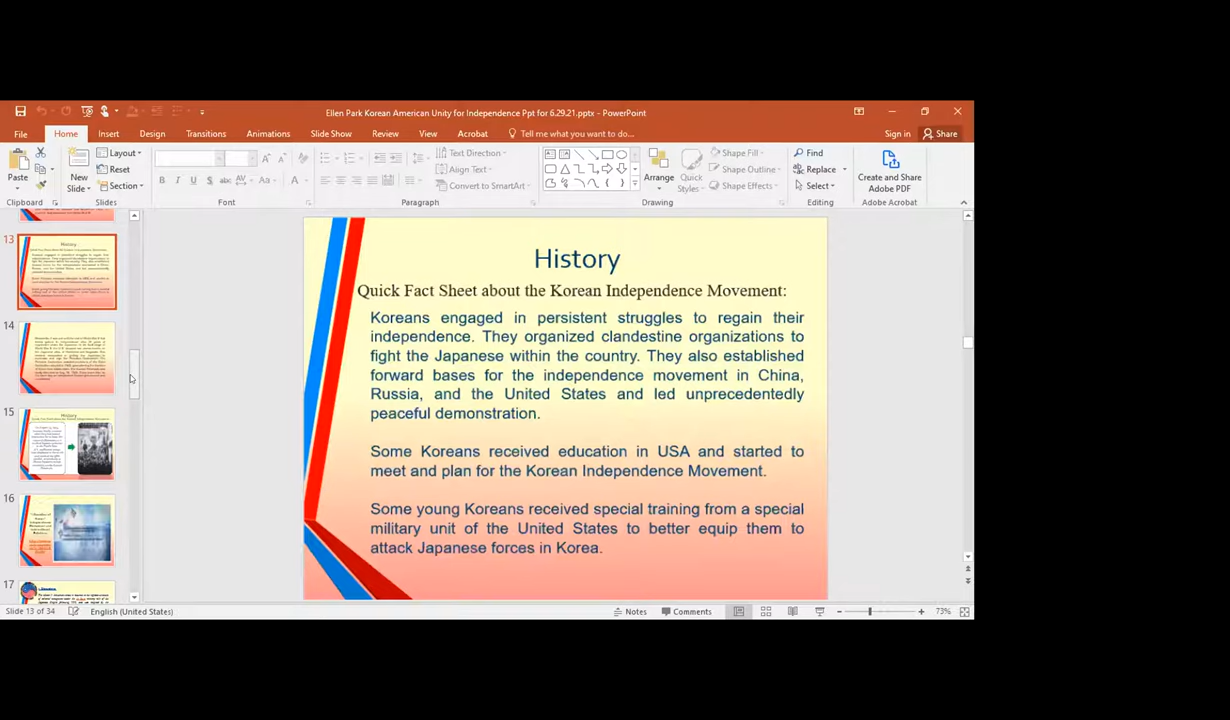 Ellen Park Korean American Unity for Independence Ppt for 6.29.21.pptx - PowerPoint
File Home Insert Design Transitions Animations Slide Show Review View Acrobat Tell me what you want to do... Sign in Share
Paste
New
Slide
Layout
Reset
Section
Text Direction
Align Text
Convert to SmartArt
Arrange
Quick
Styles
Shape Fill
Shape Outline
Shape Effects
Find
Replace
Select
Create and Share
Adobe PDF
Clipboard Slides Font Paragraph Drawing Editing Adobe Acrobat
13
History
14
15
History
16
17
History
Quick Fact Sheet about the Korean Independence Movement:
Koreans engaged in persistent struggles to regain their
independence. They organized clandestine organizations to
fight the Japanese within the country. They also established
forward bases for the independence movement in China,
Russia, and the United States and led unprecedentedly
peaceful demonstration.
Some Koreans received education in USA and started to
meet and plan for the Korean Independence Movement.
Some young Koreans received special training from a special
military unit of the United States to better equip them to
attack Japanese forces in Korea.
Slide 13 of 34 English (United States) Notes Comments 73%